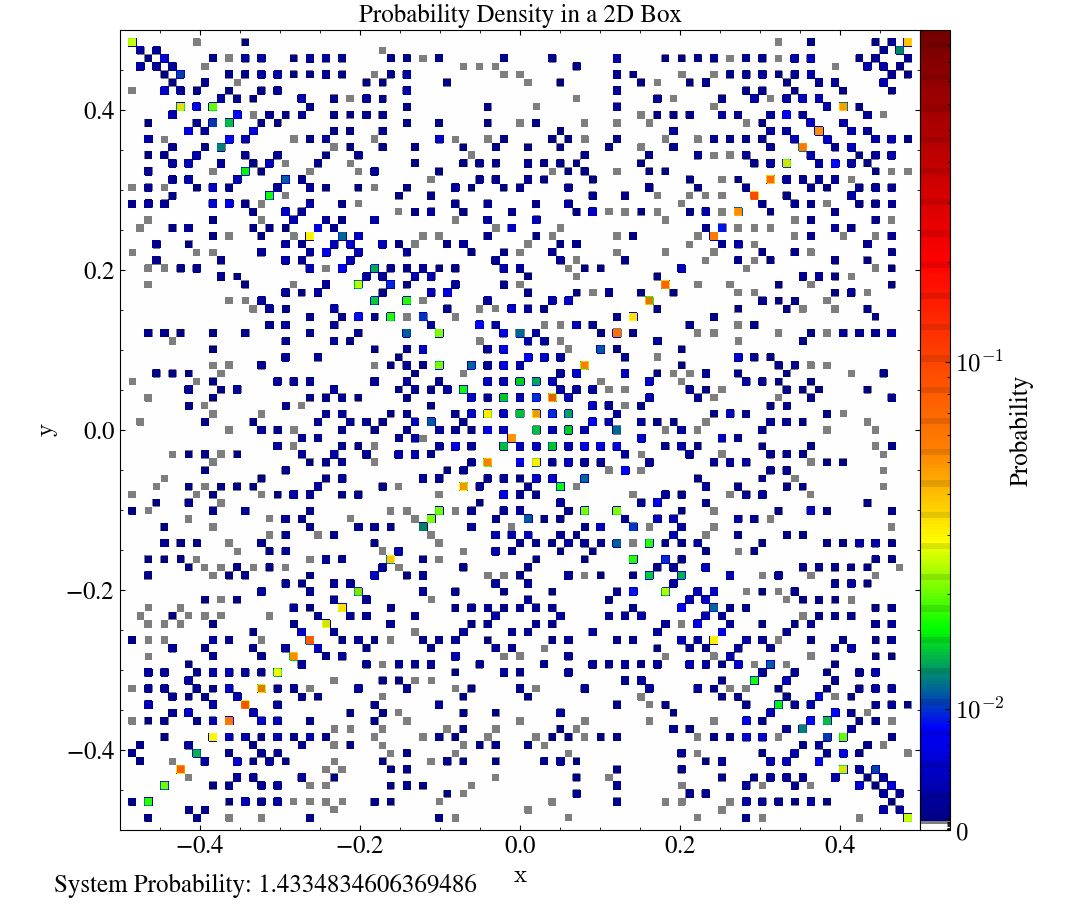 Probability Density in a 2D Box
0.4
0.2
0.0
−0.2
−0.4
y
−0.4 −0.2 0.0 0.2 0.4
x
10⁻¹
10⁻²
0
Probability
System Probability: 1.4334834606369486